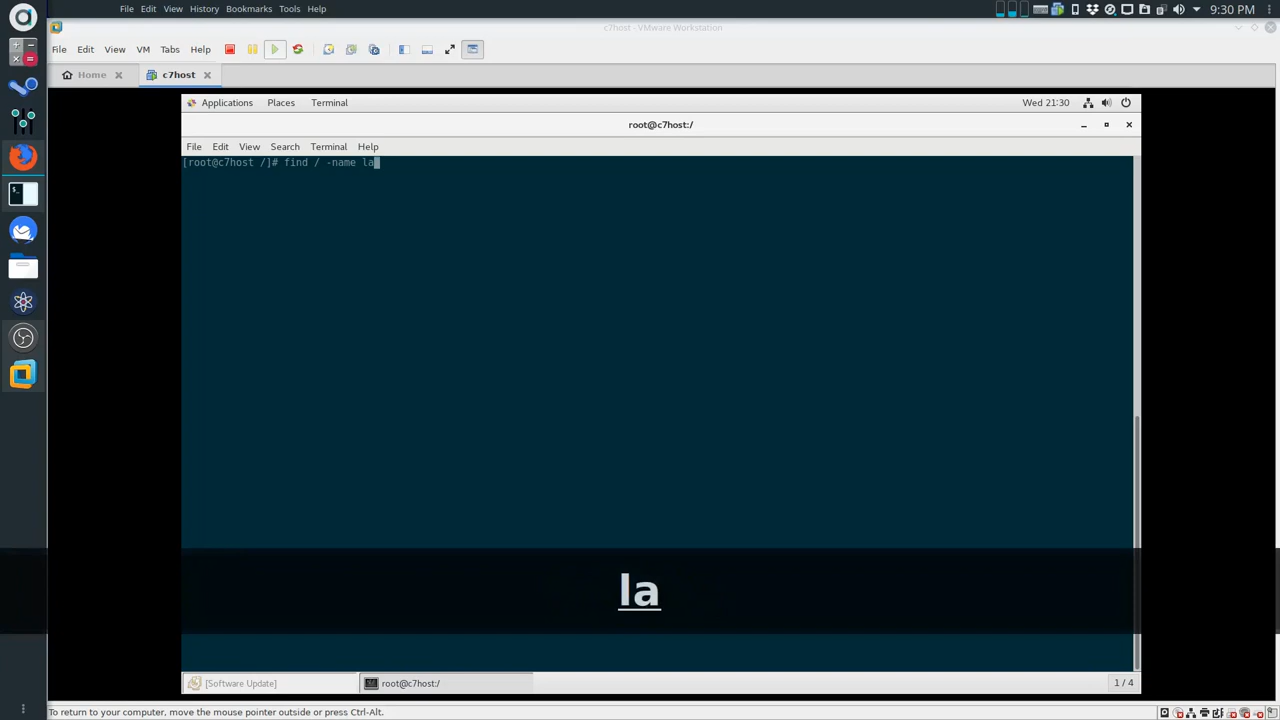 File Edit View History Bookmarks Tools Help 9:30 PM
c7host - VMware Workstation
File Edit View VM Tabs Help
Home c7host
Applications Places Terminal Wed 21:30
root@c7host:/
File Edit View Search Terminal Help
[root@c7host /]# find / -name la
la
[Software Update] root@c7host:/ 1 / 4
To return to your computer, move the mouse pointer outside or press Ctrl-Alt.